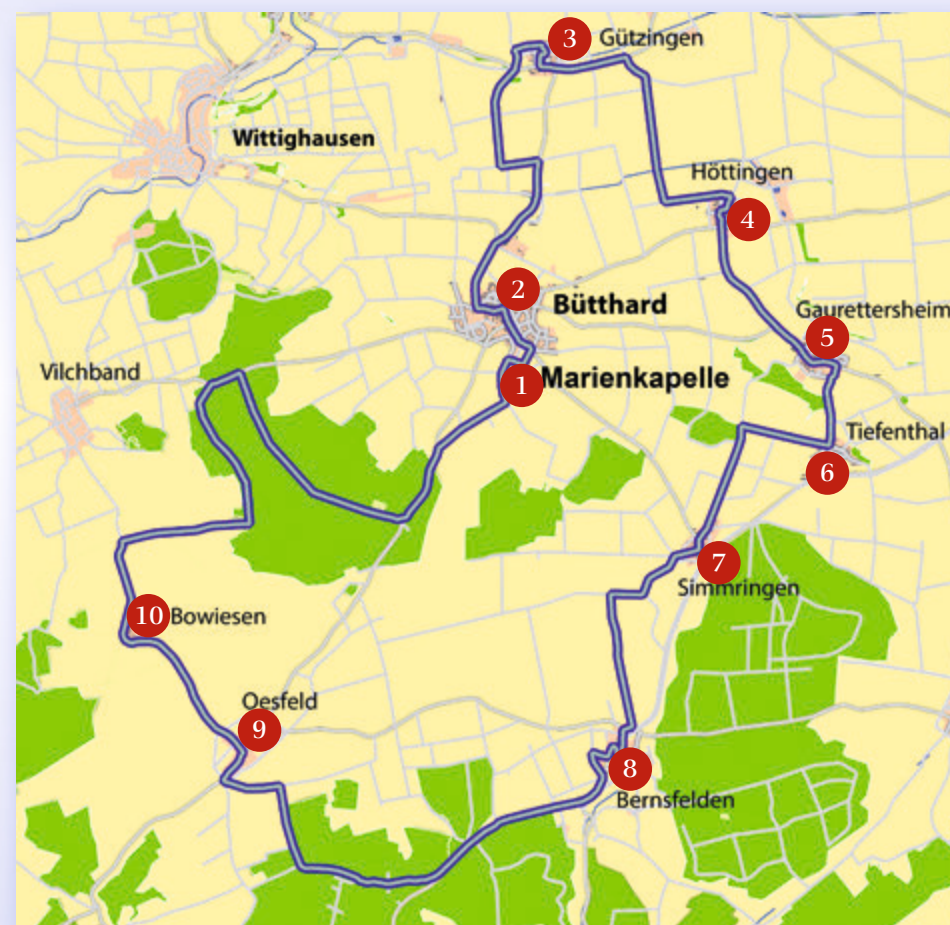 3 Gützingen
Wittighausen
Höttingen
4
2
Bütthard
Gaurettersheim
5
Vilchband
1 Marienkapelle
Tiefenthal
6
7
Simmringen
10 Bowiesen
Oesfeld
9
8
Bernsfelden